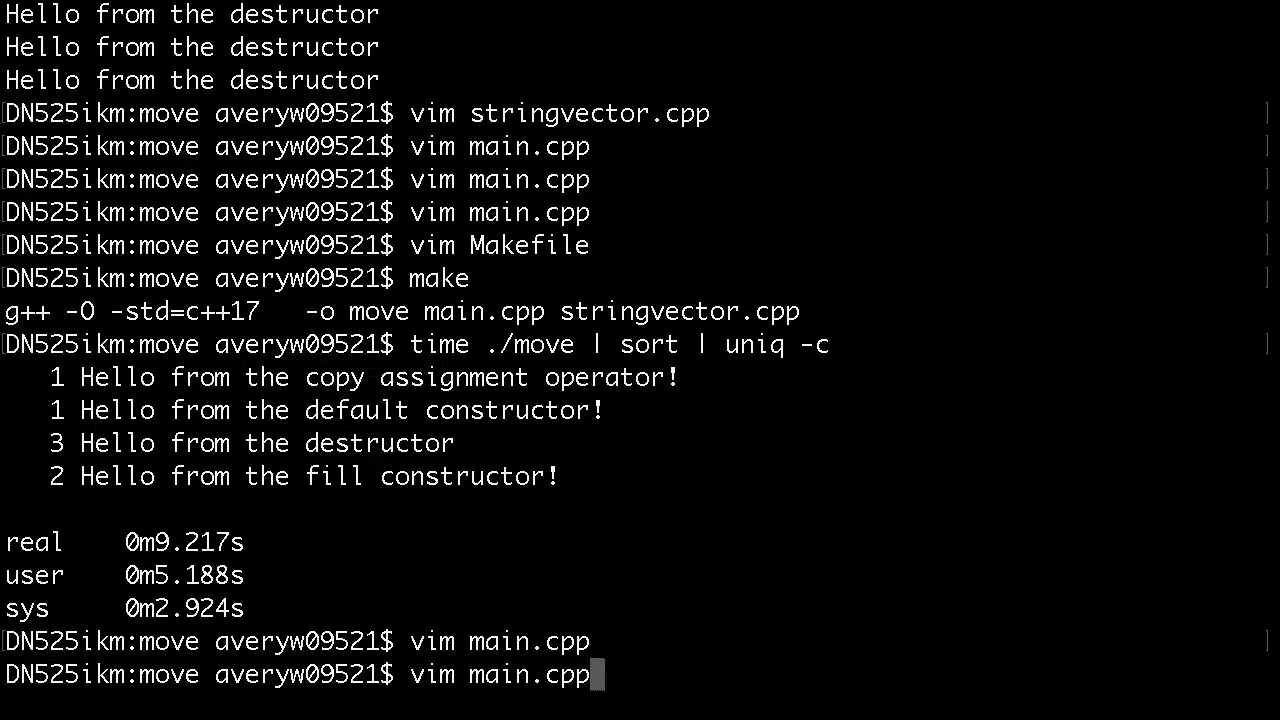 Hello from the destructor
Hello from the destructor
Hello from the destructor
[DN525ikm:move averyw09521$ vim stringvector.cpp ]
[DN525ikm:move averyw09521$ vim main.cpp ]
[DN525ikm:move averyw09521$ vim main.cpp ]
[DN525ikm:move averyw09521$ vim main.cpp ]
[DN525ikm:move averyw09521$ vim Makefile ]
[DN525ikm:move averyw09521$ make ]
g++ -O -std=c++17   -o move main.cpp stringvector.cpp
[DN525ikm:move averyw09521$ time ./move | sort | uniq -c ]
   1 Hello from the copy assignment operator!
   1 Hello from the default constructor!
   3 Hello from the destructor
   2 Hello from the fill constructor!
real    0m9.217s
user    0m5.188s
sys     0m2.924s
[DN525ikm:move averyw09521$ vim main.cpp ]
DN525ikm:move averyw09521$ vim main.cpp